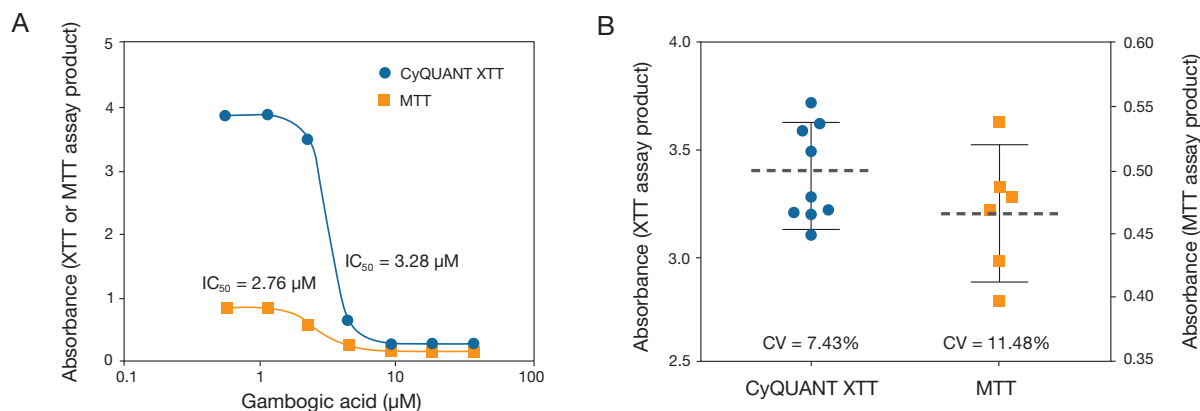 A
Absorbance (XTT or MTT assay product)
5
4
3
2
1
0
0.1
1
10
100
Gambogic acid (µM)
CyQUANT XTT
MTT
IC50 = 2.76 µM
IC50 = 3.28 µM
B
Absorbance (XTT assay product)
4.0
3.5
3.0
2.5
CV = 7.43%
CV = 11.48%
CyQUANT XTT
MTT
0.60
0.55
0.50
0.45
0.40
0.35
Absorbance (MTT assay product)